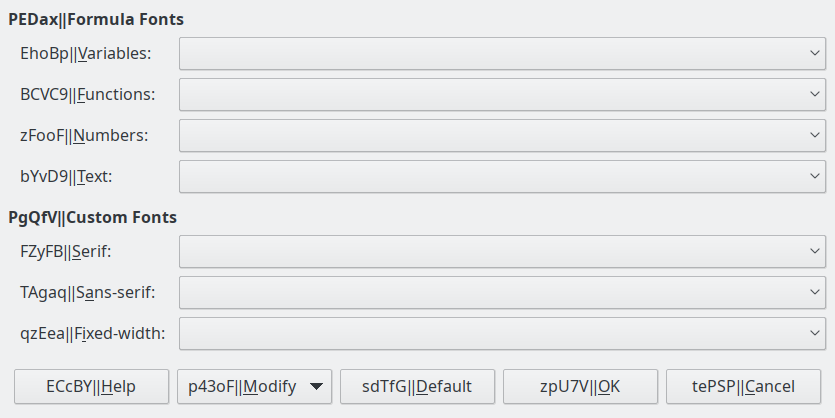 PEDax||Formula Fonts
EhoBp||Variables:
BCVC9||Functions:
zFooF||Numbers:
bYvD9||Text:
PgQfV||Custom Fonts
FZyFB||Serif:
TAgaq||Sans-serif:
qzEea||Fixed-width:
ECcBY||Help p43oF||Modify sdTfG||Default zpU7V||OK tePSP||Cancel